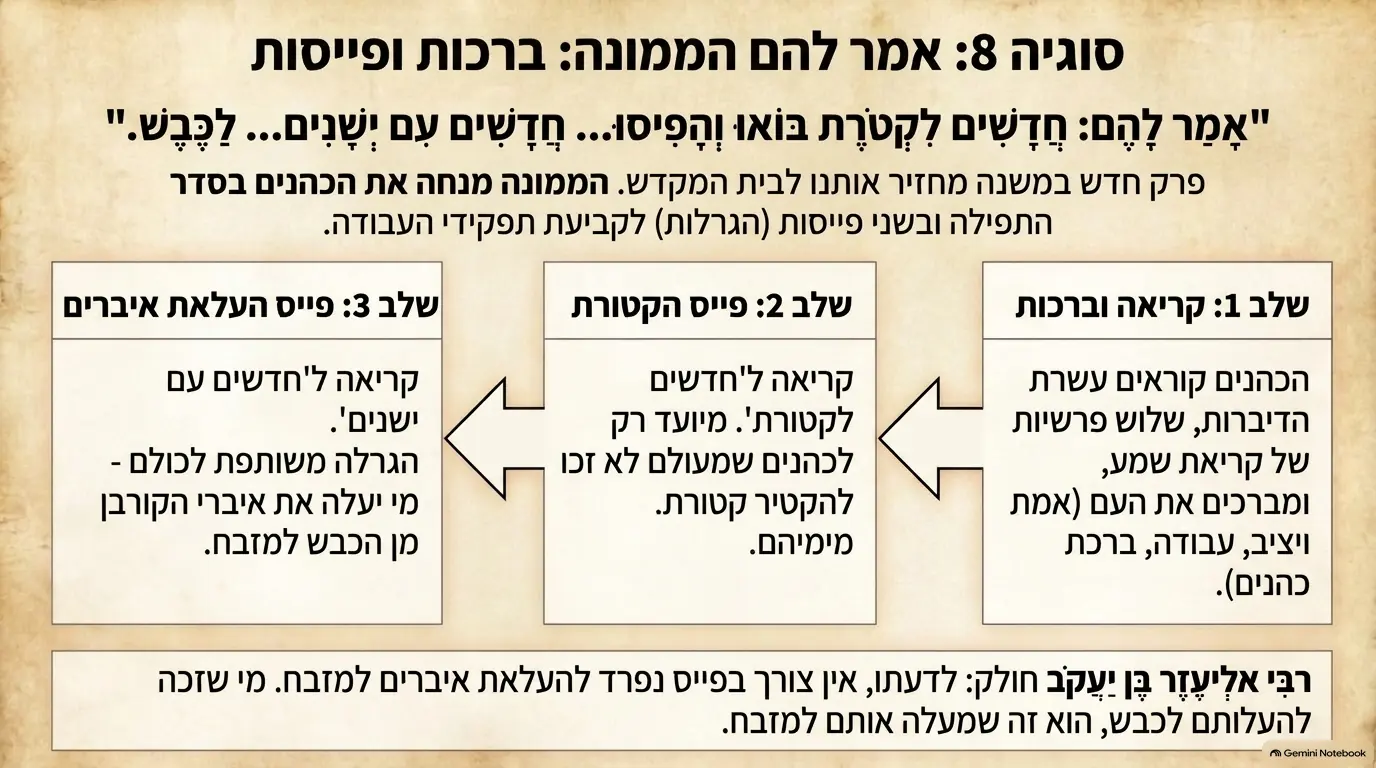 סוגיה 8: אמר להם הממונה: ברכות ופייסות
"אָמַר לָהֶם: חֲדָשִׁים לִקְטֹרֶת בּוֹאוּ וְהָפִיסוּ... חֲדָשִׁים עִם יְשָׁנִים... לַכֶּבֶשׁ."
פרק חדש במשנה מחזיר אותנו לבית המקדש. הממונה מנחה את הכהנים בסדר
התפילה ובשני פייסות (הגרלות) לקביעת תפקידי העבודה.
שלב 1: קריאה וברכות
הכהנים קוראים עשרת
הדיברות, שלוש פרשיות
של קריאת שמע,
ומברכים את העם (אמת
ויציב, עבודה, ברכת
כהנים).
שלב 2: פייס הקטורת
קריאה ל'חדשים
לקטורת'. מיועד רק
לכהנים שמעולם לא זכו
להקטיר קטורת.
מימיהם.
שלב 3: פייס העלאת איברים
קריאה ל'חדשים עם
ישנים'.
הגרלה משותפת לכולם -
מי יעלה את איברי הקורבן
מן הכבש למזבח.
רבִּי אלְיעֶזֶר בֶּן יַעֲקֹב חולק: לדעתו, אין צורך בפייס נפרד להעלאת איברים למזבח. מי שזכה
להעלותם לכבש, הוא זה שמעלה אותם למזבח.
Gemini Notebook